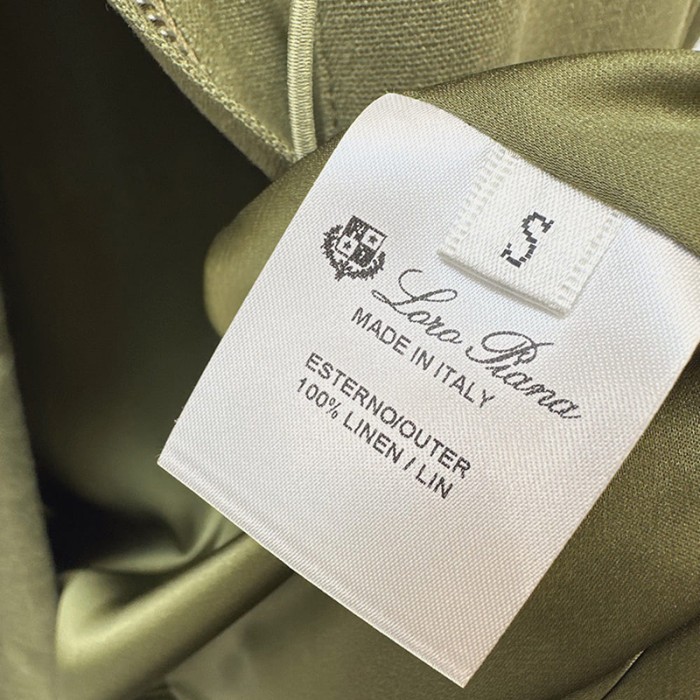 S
Loro Piana
MADE IN ITALY
ESTERNO/OUTER
100% LINEN / LIN